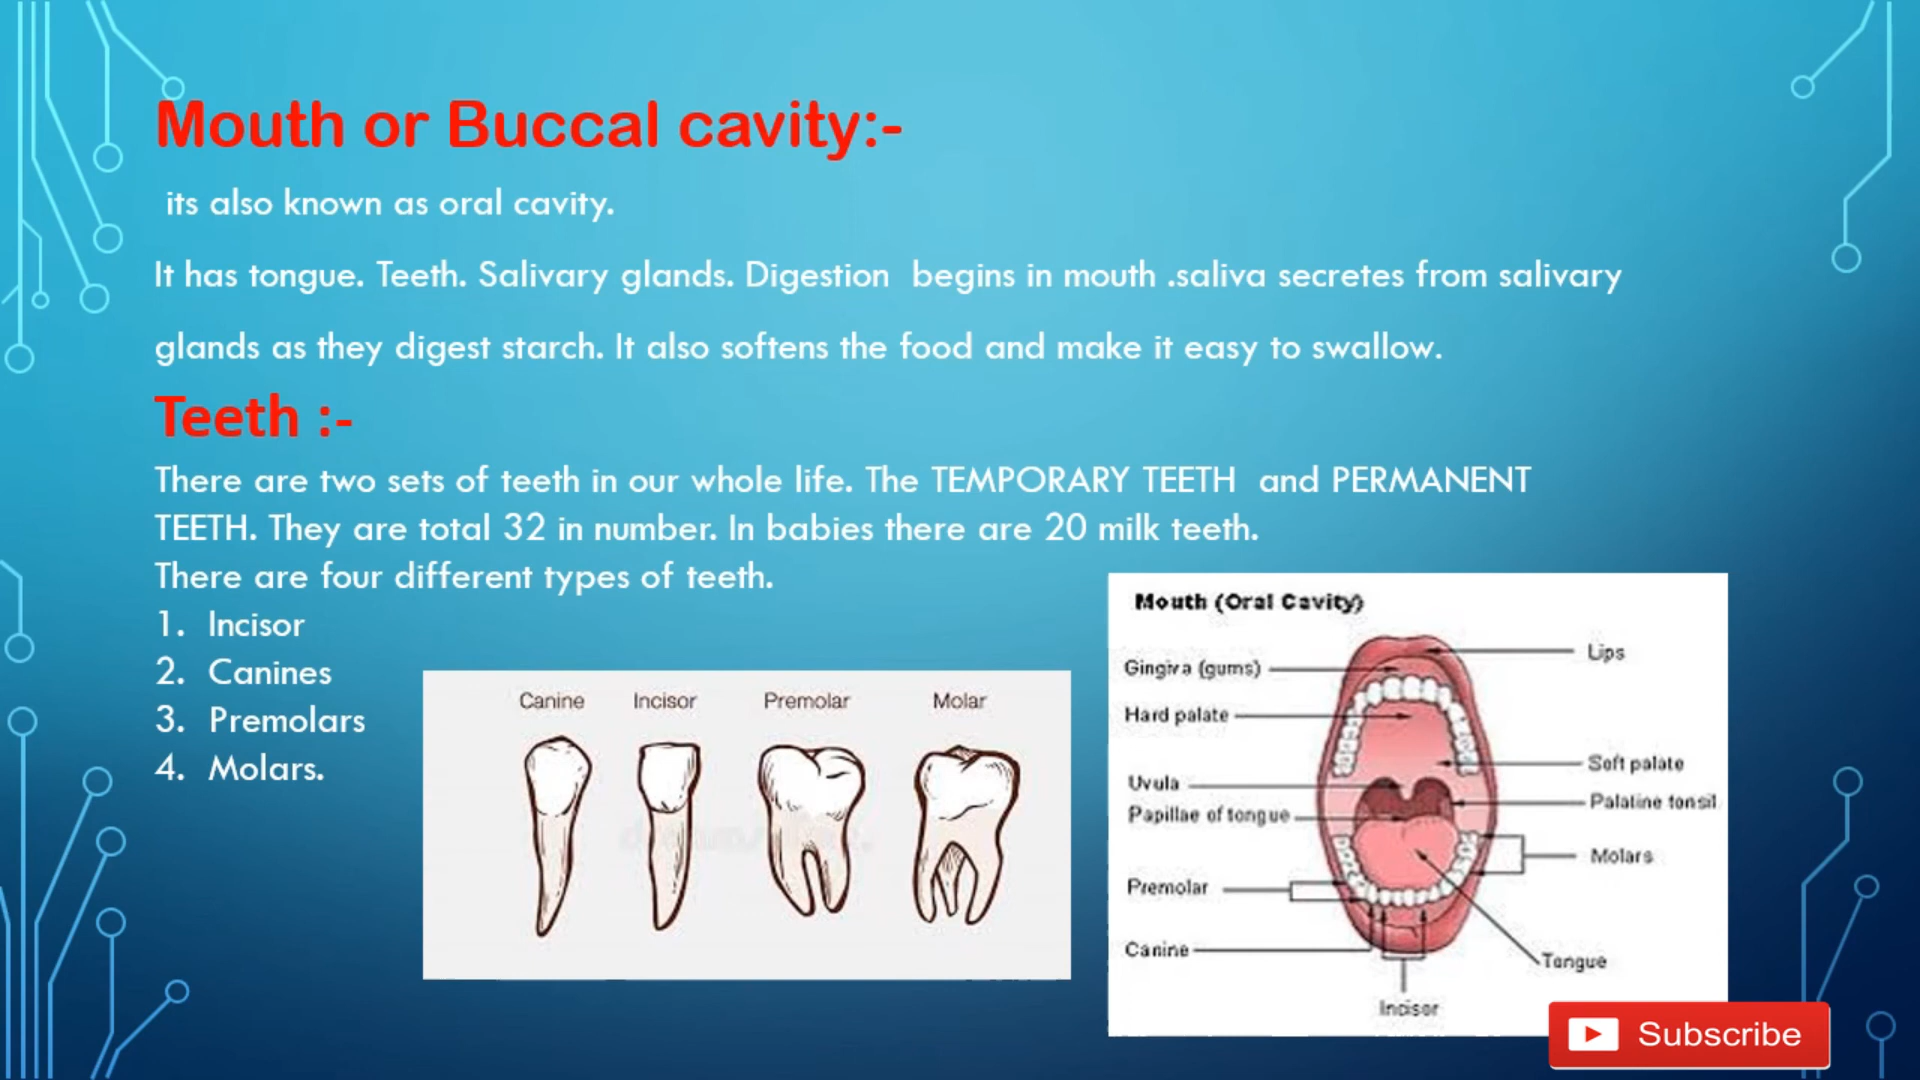 Mouth or Buccal cavity:-
its also known as oral cavity.
It has tongue. Teeth. Salivary glands. Digestion begins in mouth .saliva secretes from salivary
glands as they digest starch. It also softens the food and make it easy to swallow.
Teeth :-
There are two sets of teeth in our whole life. The TEMPORARY TEETH and PERMANENT
TEETH. They are total 32 in number. In babies there are 20 milk teeth.
There are four different types of teeth.
1. Incisor
2. Canines
3. Premolars
4. Molars.
Canine Incisor Premolar Molar
Mouth (Oral Cavity)
Lips
Gingiva (gums)
Hard palate
Soft palate
Uvula
Palatine tonsil
Papillae of tongue
Molars
Premolar
Canine
Tongue
Incisor
Subscribe